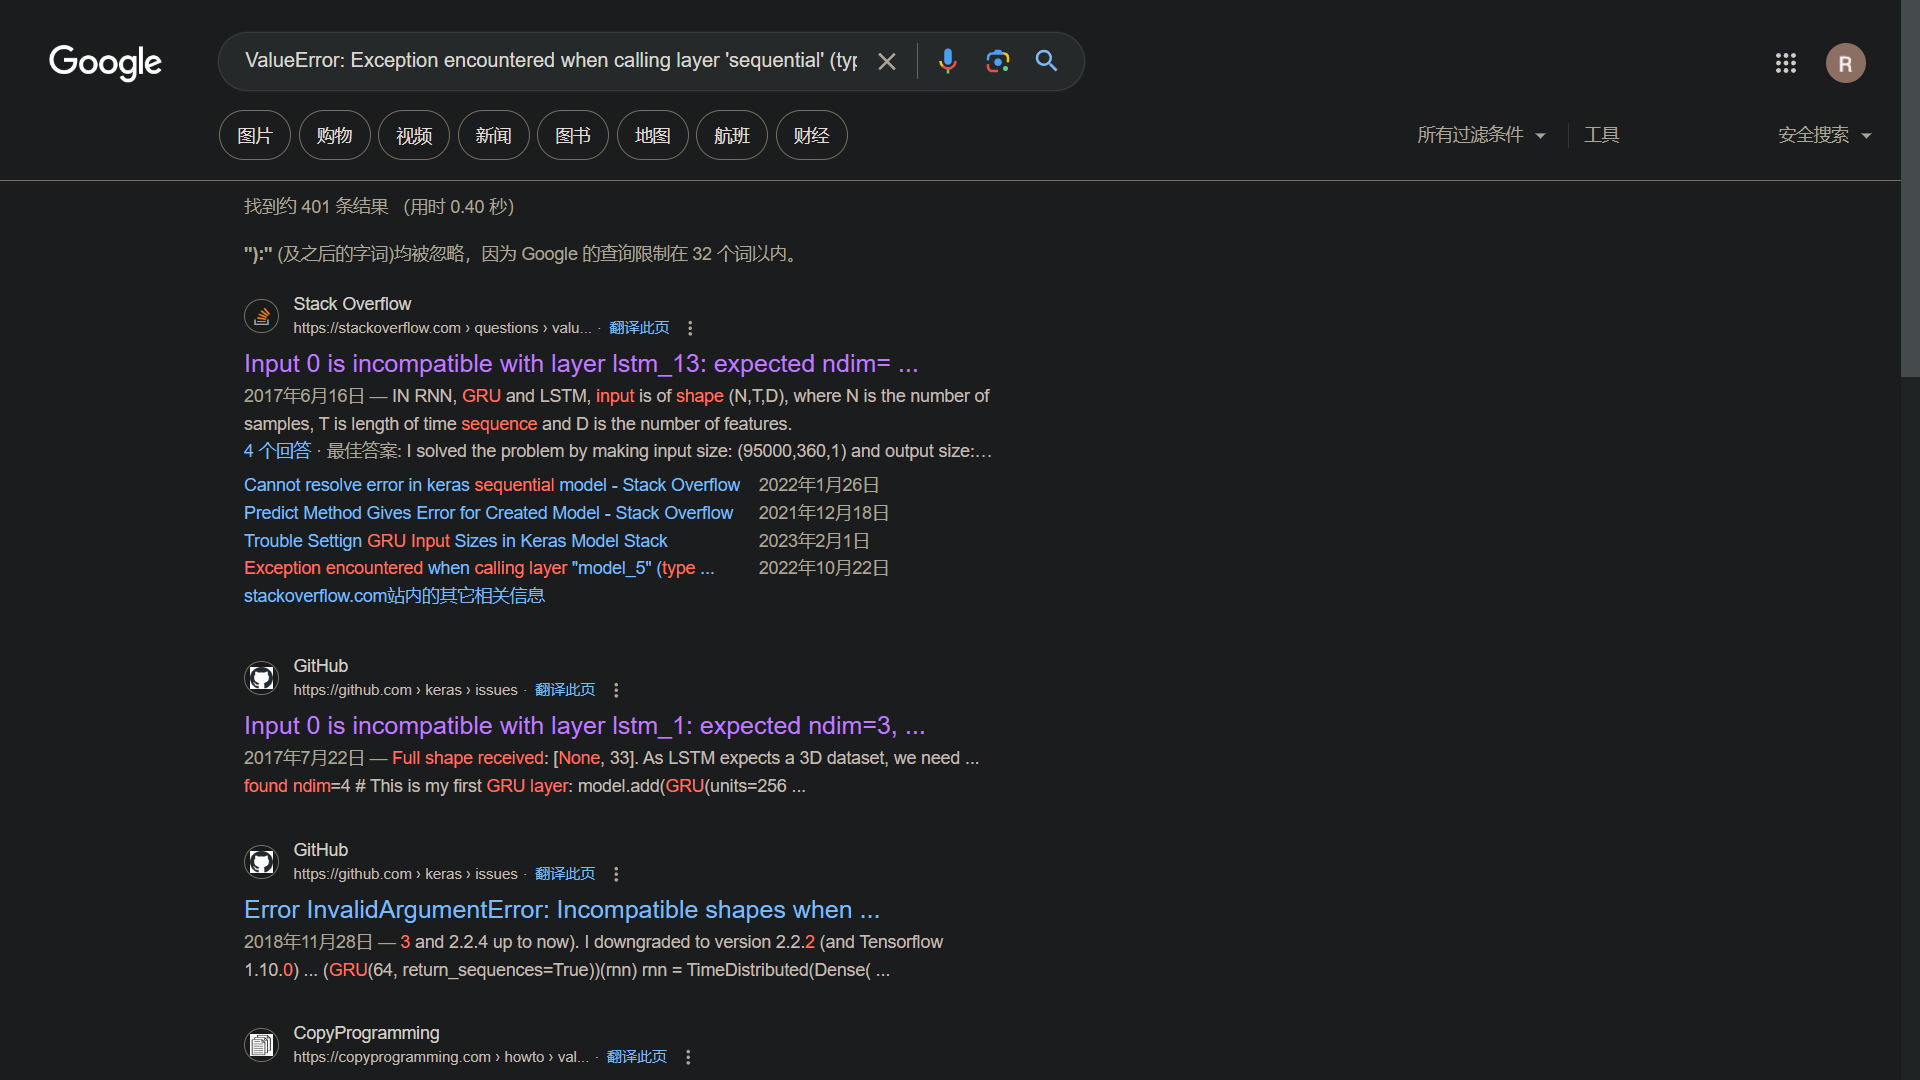 Google
ValueError: Exception encountered when calling layer 'sequential' (typ
R
图片 购物 视频 新闻 图书 地图 航班 财经 所有过滤条件 工具 安全搜索
找到约 401 条结果 （用时 0.40 秒）
"):" (及之后的字词)均被忽略，因为 Google 的查询限制在 32 个词以内。
Stack Overflow
https://stackoverflow.com › questions › valu... · 翻译此页
Input 0 is incompatible with layer lstm_13: expected ndim= ...
2017年6月16日 — IN RNN, GRU and LSTM, input is of shape (N,T,D), where N is the number of
samples, T is length of time sequence and D is the number of features.
4 个回答 · 最佳答案: I solved the problem by making input size: (95000,360,1) and output size:…
Cannot resolve error in keras sequential model - Stack Overflow 2022年1月26日
Predict Method Gives Error for Created Model - Stack Overflow 2021年12月18日
Trouble Settign GRU Input Sizes in Keras Model Stack 2023年2月1日
Exception encountered when calling layer "model_5" (type ... 2022年10月22日
stackoverflow.com站内的其它相关信息
GitHub
https://github.com › keras › issues · 翻译此页
Input 0 is incompatible with layer lstm_1: expected ndim=3, ...
2017年7月22日 — Full shape received: [None, 33]. As LSTM expects a 3D dataset, we need ...
found ndim=4 # This is my first GRU layer: model.add(GRU(units=256 ...
GitHub
https://github.com › keras › issues · 翻译此页
Error InvalidArgumentError: Incompatible shapes when ...
2018年11月28日 — 3 and 2.2.4 up to now). I downgraded to version 2.2.2 (and Tensorflow
1.10.0) ... (GRU(64, return_sequences=True))(rnn) rnn = TimeDistributed(Dense( ...
CopyProgramming
https://copyprogramming.com › howto › val... · 翻译此页